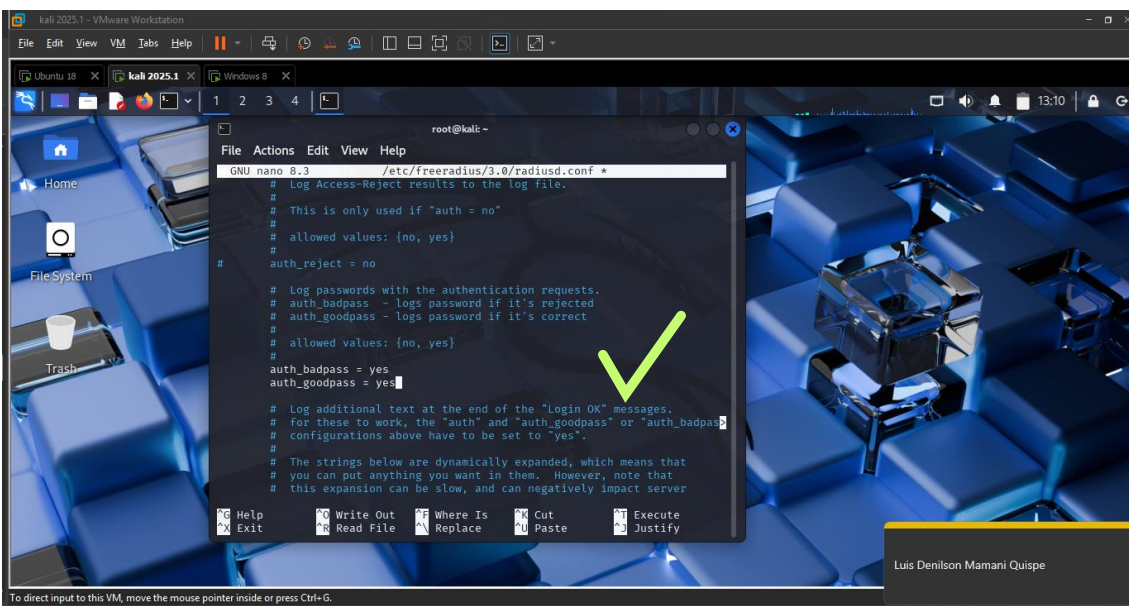 kali 2025.1 - VMware Workstation
File Edit View VM Tabs Help
Ubuntu 18 X kali 2025.1 X Windows 8 X
1 2 3 4 13:10
root@kali: ~
File Actions Edit View Help
GNU nano 8.3 /etc/freeradius/3.0/radiusd.conf *
# Log Access-Reject results to the log file.
#
# This is only used if "auth = no"
#
# allowed values: {no, yes}
#
# auth_reject = no
# Log passwords with the authentication requests.
# auth_badpass - logs password if it's rejected
# auth_goodpass - logs password if it's correct
#
# allowed values: {no, yes}
#
auth_badpass = yes
auth_goodpass = yes
# Log additional text at the end of the "Login OK" messages.
# for these to work, the "auth" and "auth_goodpass" or "auth_badpas>
# configurations above have to be set to "yes".
#
# The strings below are dynamically expanded, which means that
# you can put anything you want in them. However, note that
# this expansion can be slow, and can negatively impact server
^G Help ^O Write Out ^F Where Is ^K Cut ^T Execute
^X Exit ^R Read File ^\ Replace ^U Paste ^J Justify
Home
File System
Trash
Luis Denilson Mamani Quispe
To direct input to this VM, move the mouse pointer inside or press Ctrl+G.